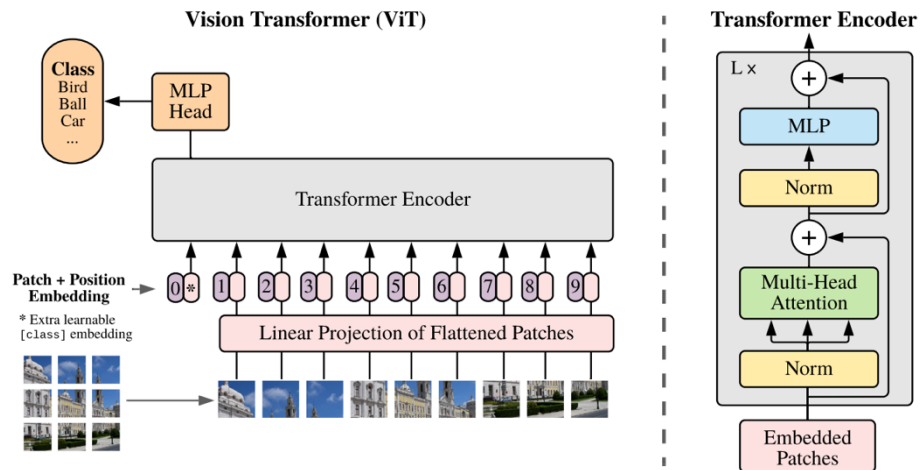 Vision Transformer (ViT)
Class
Bird
Ball
Car
...
MLP
Head
Transformer Encoder
Patch + Position
Embedding
0 * 1 2 3 4 5 6 7 8 9
* Extra learnable
[class] embedding
Linear Projection of Flattened Patches
Transformer Encoder
L ×
+
MLP
Norm
+
Multi-Head
Attention
Norm
Embedded
Patches